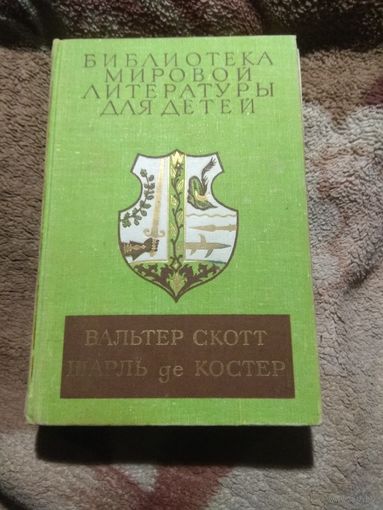 БИБЛИОТЕКА
МИРОВОЙ
ЛИТЕРАТУРЫ
ДЛЯ ДЕТЕЙ
ВАЛЬТЕР СКОТТ
ШАРЛЬ де КОСТЕР